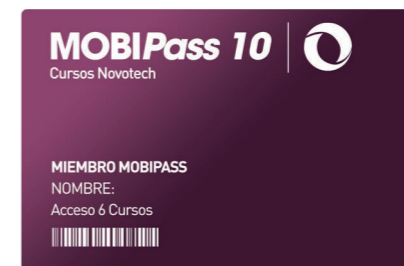 MOBIPass 10
Cursos Novotech
MIEMBRO MOBIPASS
NOMBRE:
Acceso 6 Cursos